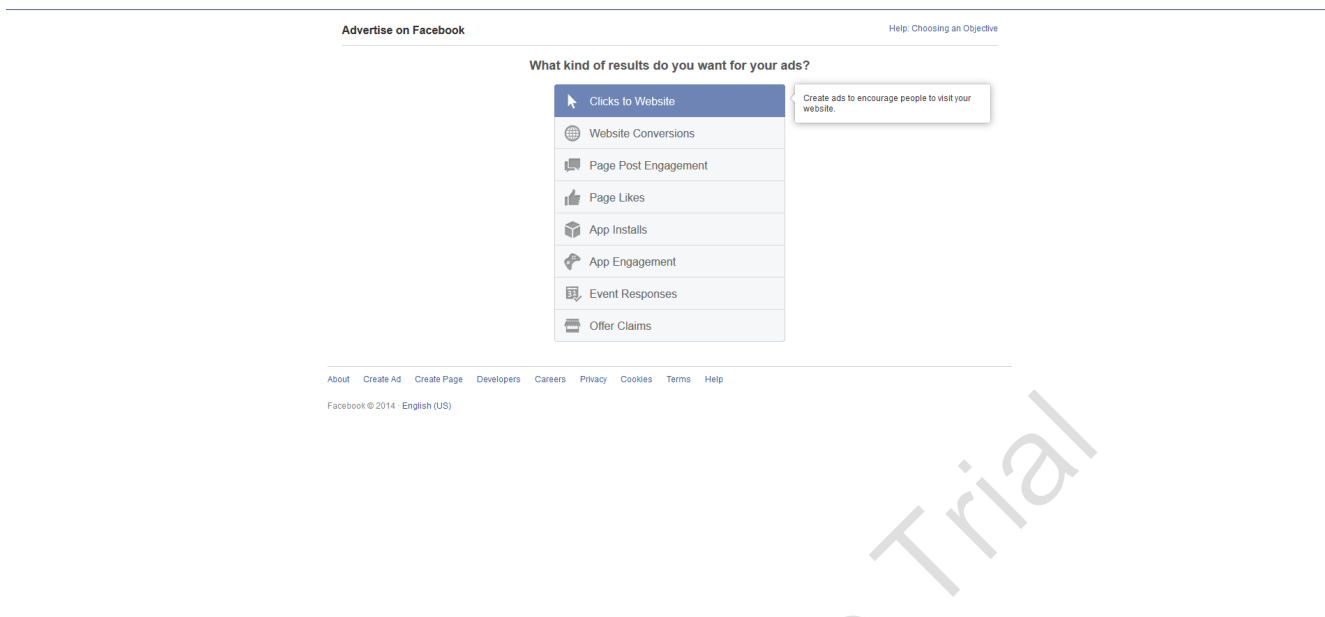 Advertise on Facebook
Help: Choosing an Objective
What kind of results do you want for your ads?
Clicks to Website
Create ads to encourage people to visit your
website.
Website Conversions
Page Post Engagement
Page Likes
App Installs
App Engagement
31
Event Responses
Offer Claims
About Create Ad Create Page Developers Careers Privacy Cookies Terms Help
Facebook © 2014 · English (US)
Trial